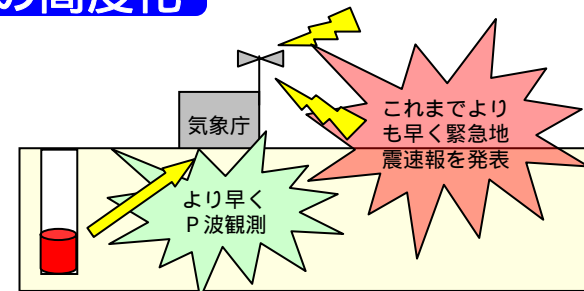 の高度化
気象庁
これまでより
も早く緊急地
震速報を発表
より早く
Ｐ波観測